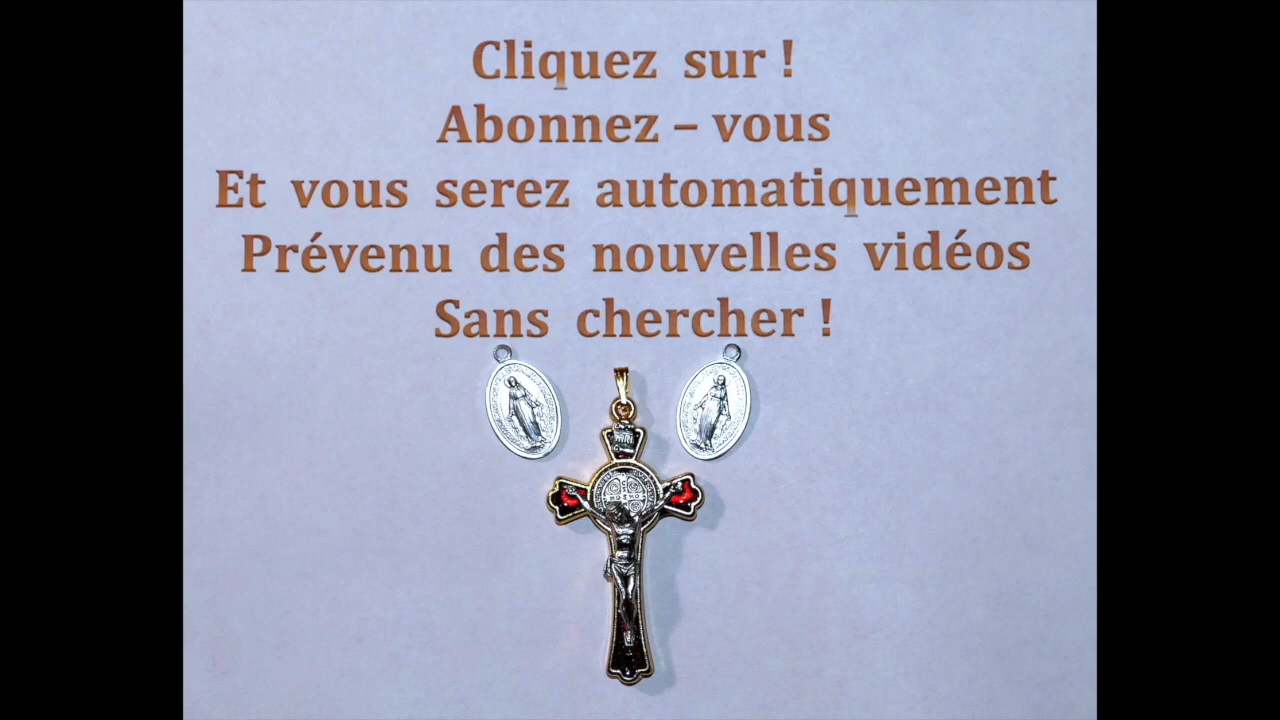 Cliquez sur !
Abonnez – vous
Et vous serez automatiquement
Prévenu des nouvelles vidéos
Sans chercher !